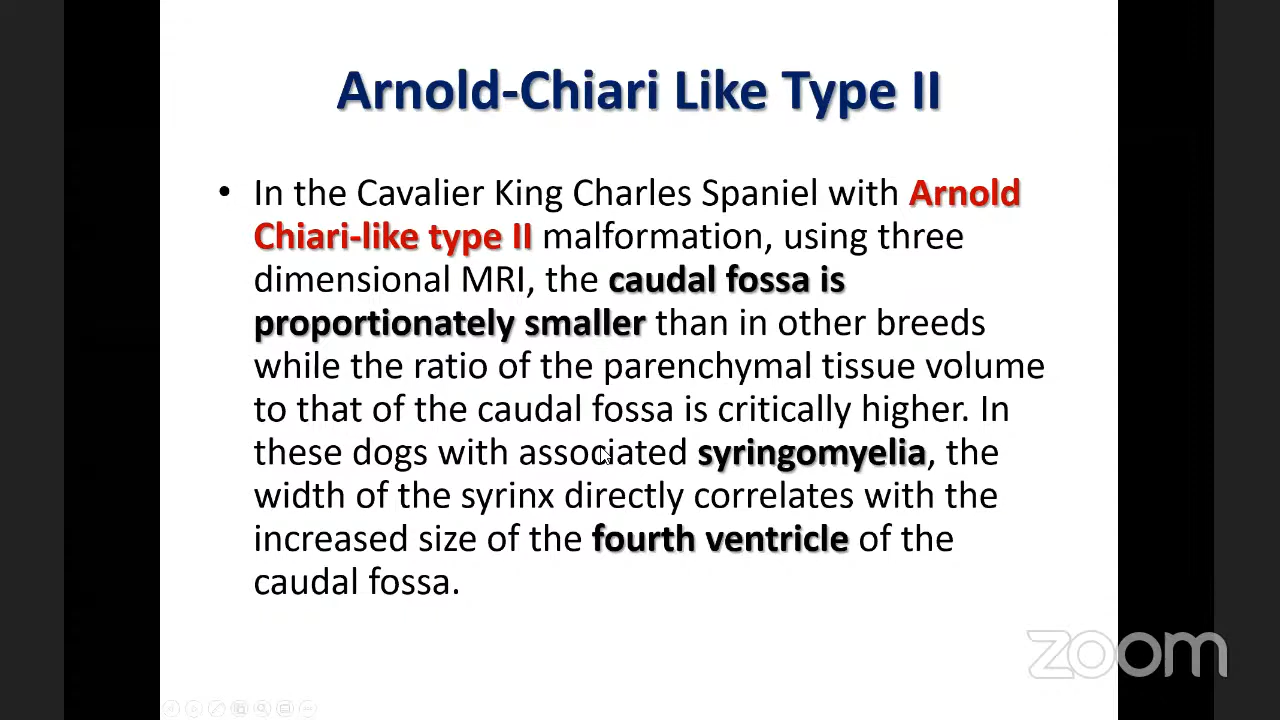 Arnold-Chiari Like Type II
• In the Cavalier King Charles Spaniel with Arnold
Chiari-like type II malformation, using three
dimensional MRI, the caudal fossa is
proportionately smaller than in other breeds
while the ratio of the parenchymal tissue volume
to that of the caudal fossa is critically higher. In
these dogs with associated syringomyelia, the
width of the syrinx directly correlates with the
increased size of the fourth ventricle of the
caudal fossa.
zoom